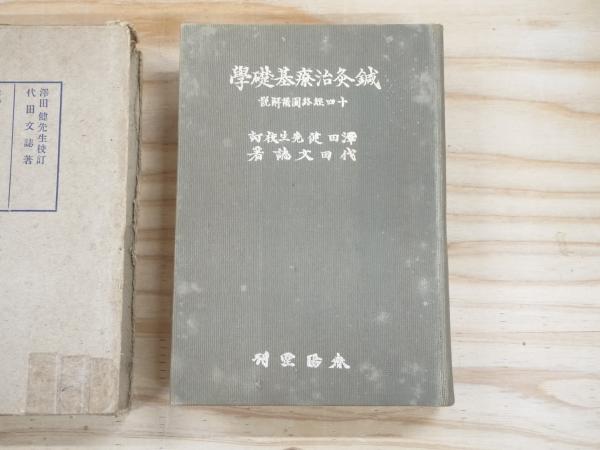 鍼灸治療基礎學
十四經絡圖譜解説
澤田健先生校訂
代田文誌著
春陽堂刊
澤田健先生校訂
代田文誌著